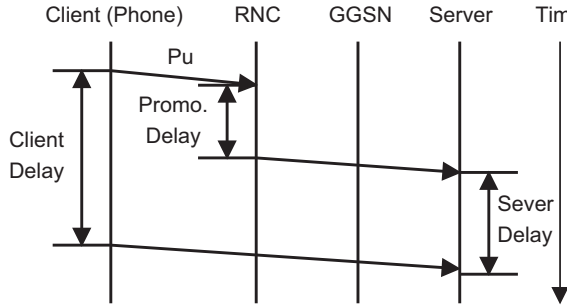 Client (Phone) RNC GGSN Server Tim
Pu
Promo.
Delay
Client
Delay
Sever
Delay